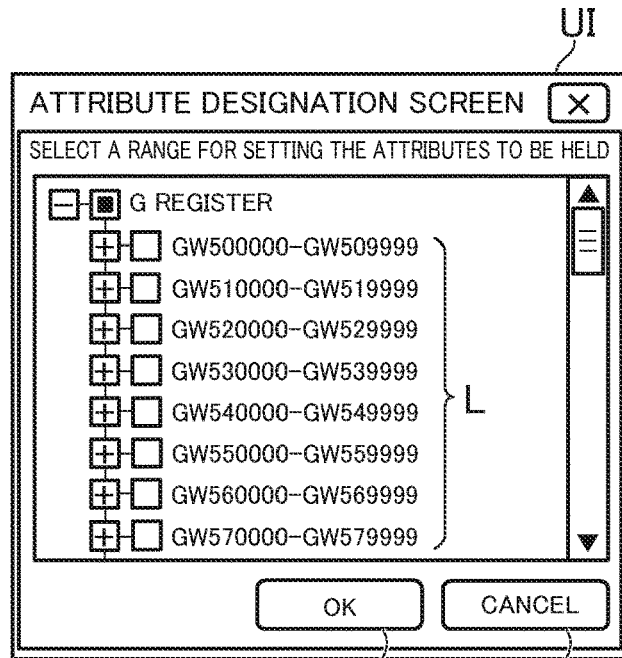 UI
ATTRIBUTE DESIGNATION SCREEN
SELECT A RANGE FOR SETTING THE ATTRIBUTES TO BE HELD
G REGISTER
GW500000-GW509999
GW510000-GW519999
GW520000-GW529999
GW530000-GW539999
GW540000-GW549999
L
GW550000-GW559999
GW560000-GW569999
GW570000-GW579999
OK
CANCEL